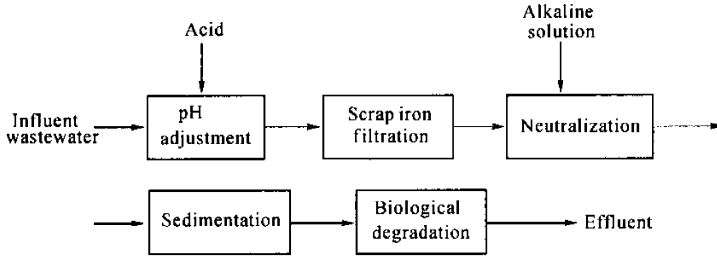 Acid
Alkaline
solution
Influent
wastewater
pH
adjustment
Scrap iron
filtration
Neutralization
Sedimentation
Biological
degradation
Effluent